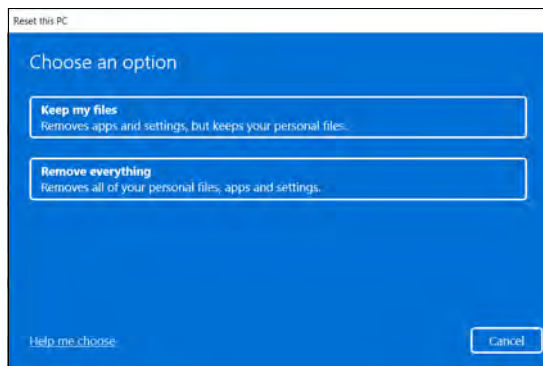 Reset this PC
Choose an option
Keep my files
Removes apps and settings, but keeps your personal files.
Remove everything
Removes all of your personal files, apps and settings.
Help me choose
Cancel